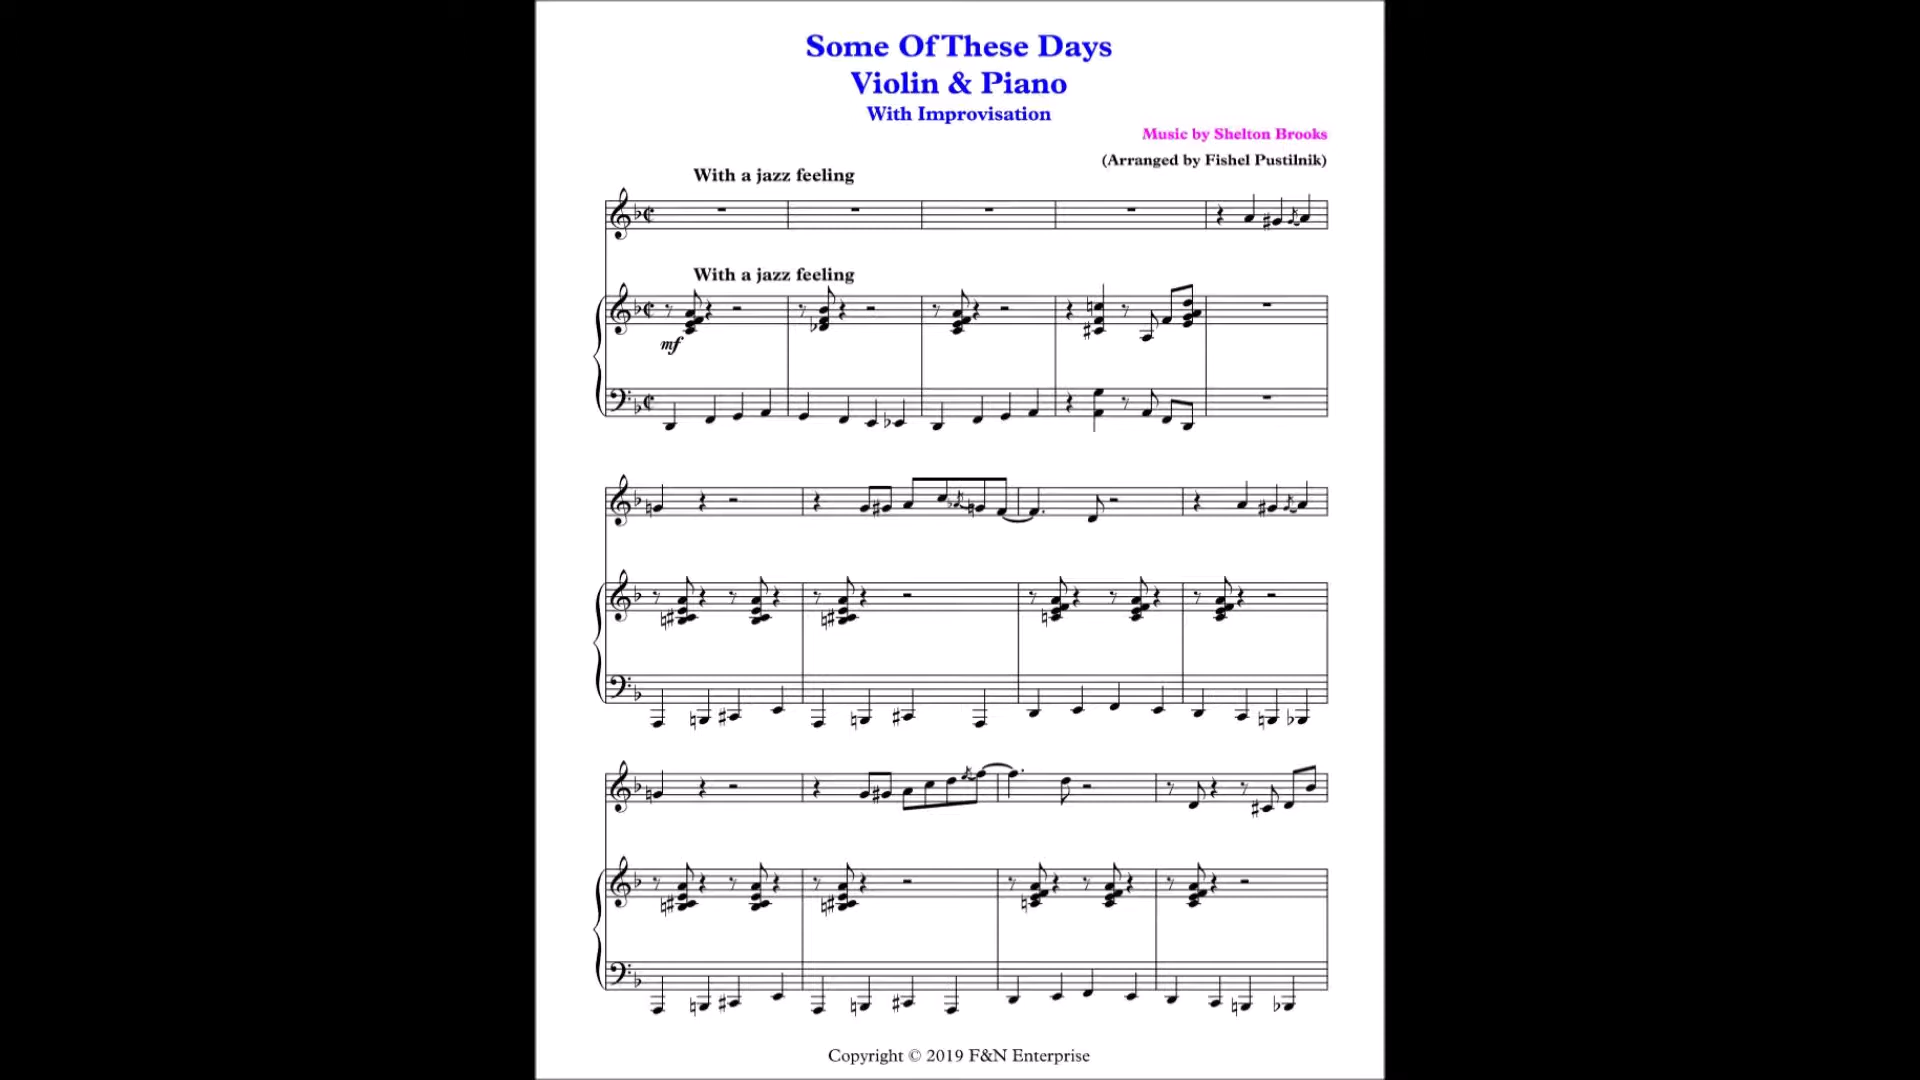 Some Of These Days
Violin & Piano
With Improvisation
Music by Shelton Brooks
(Arranged by Fishel Pustilnik)
With a jazz feeling
With a jazz feeling
mf
Copyright © 2019 F&N Enterprise